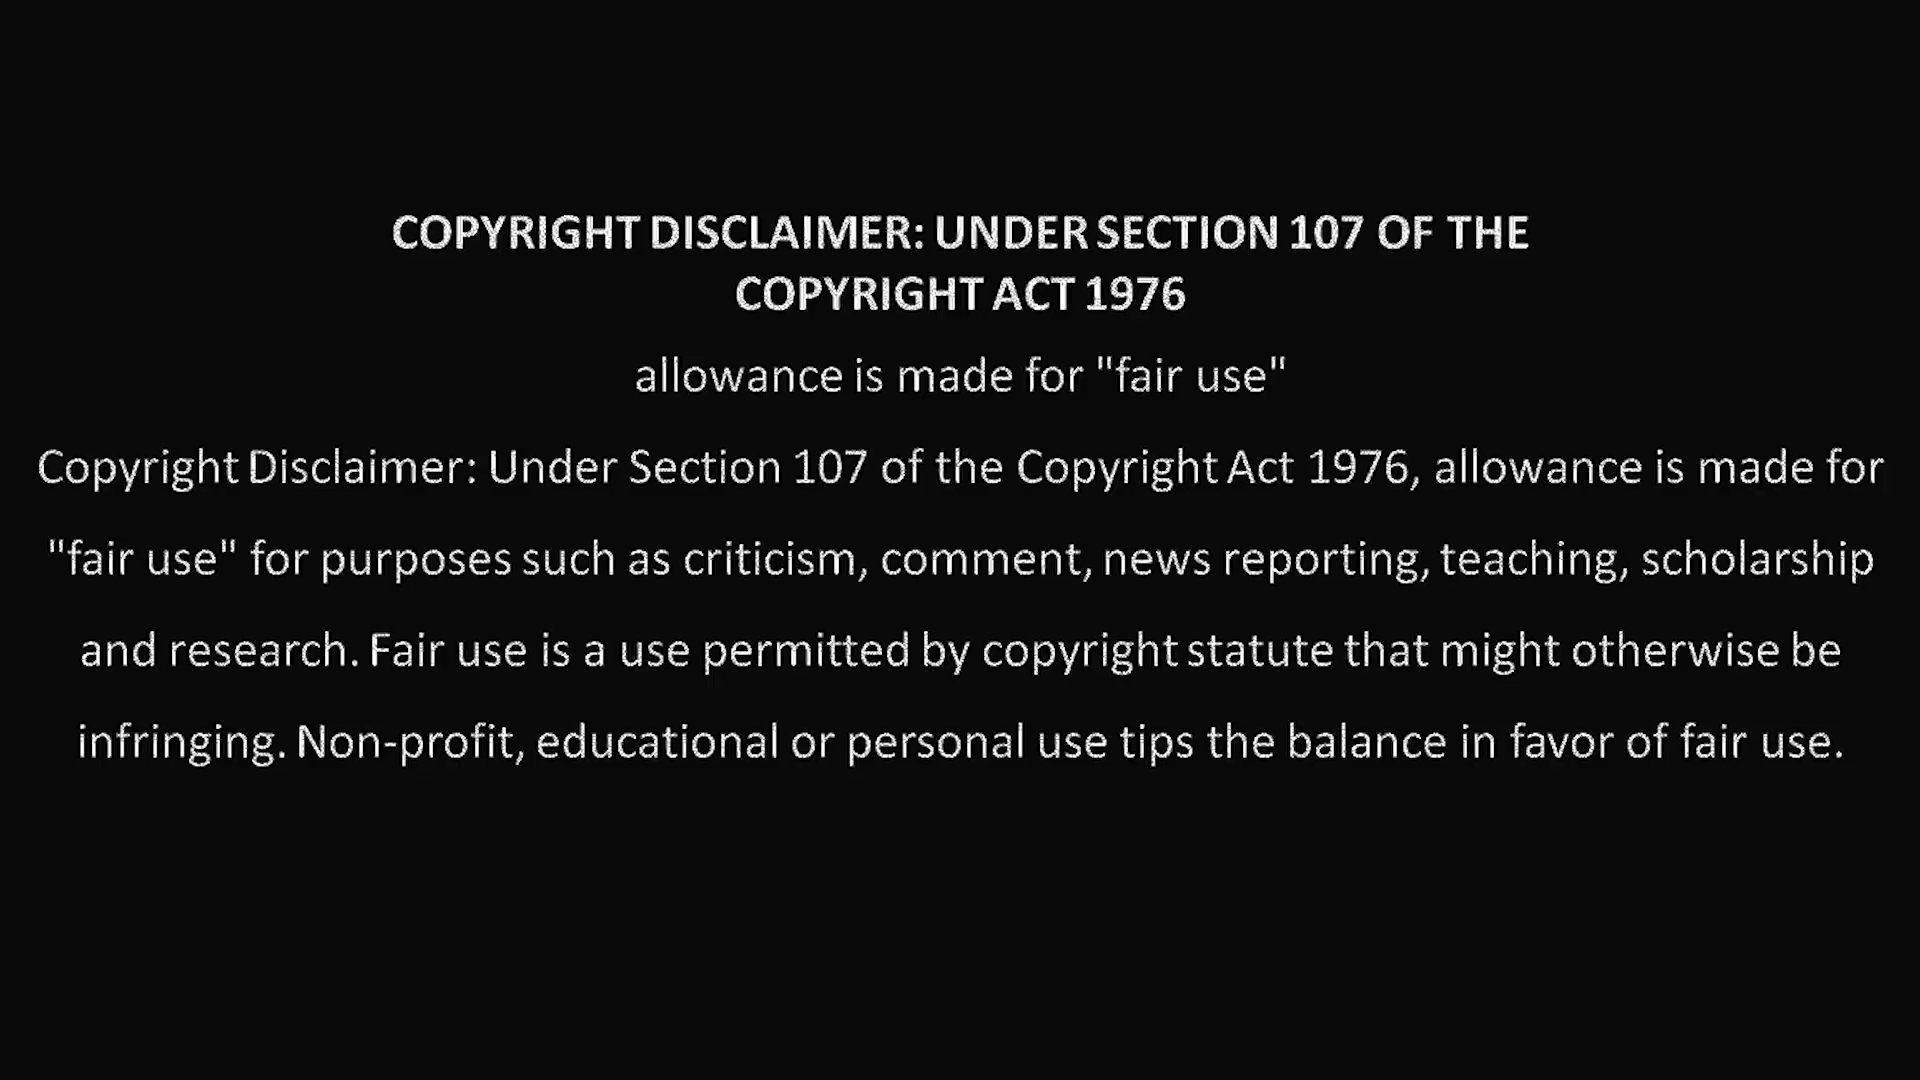 COPYRIGHT DISCLAIMER: UNDER SECTION 107 OF THE
COPYRIGHT ACT 1976
allowance is made for "fair use"
Copyright Disclaimer: Under Section 107 of the Copyright Act 1976, allowance is made for
"fair use" for purposes such as criticism, comment, news reporting, teaching, scholarship
and research. Fair use is a use permitted by copyright statute that might otherwise be
infringing. Non-profit, educational or personal use tips the balance in favor of fair use.